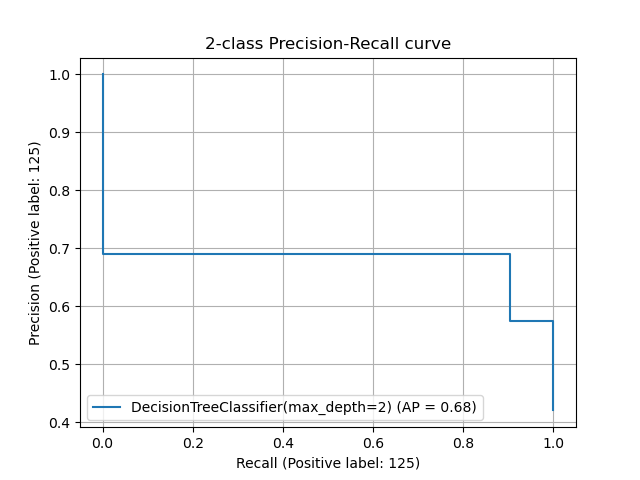 2-class Precision-Recall curve
1.0
0.9
0.8
0.7
0.6
0.5
0.4
Precision (Positive label: 125)
DecisionTreeClassifier(max_depth=2) (AP = 0.68)
0.0 0.2 0.4 0.6 0.8 1.0
Recall (Positive label: 125)